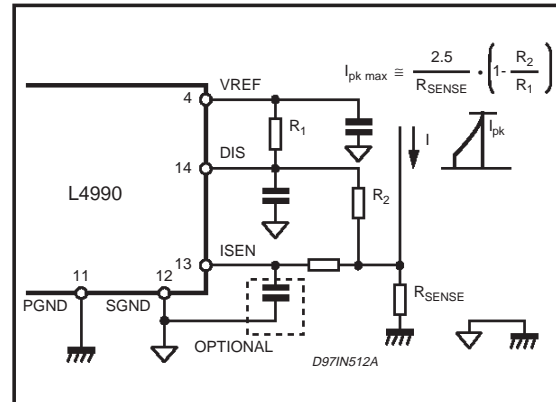 I_pk max ≅ 2.5 / R_SENSE · (1- R_2 / R_1)
4 VREF
R_1
I
I_pk
14 DIS
L4990
R_2
13 ISEN
11 12
PGND SGND
R_SENSE
OPTIONAL
D97IN512A